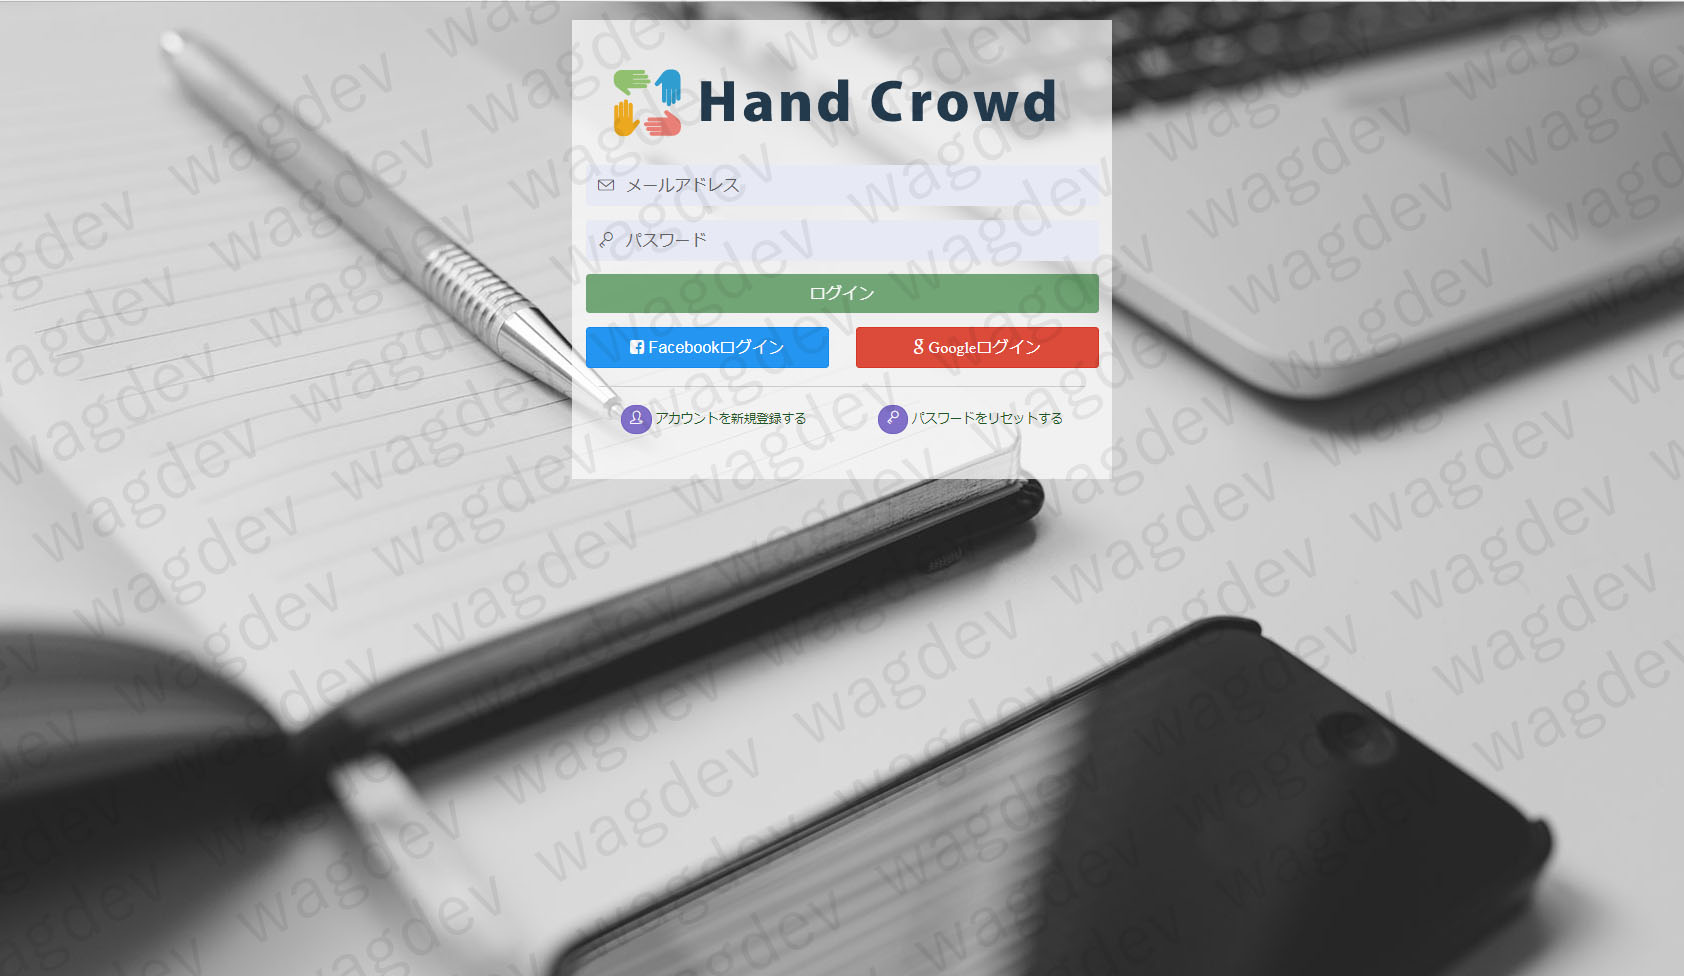 Hand Crowd
メールアドレス
パスワード
ログイン
Facebookログイン
Googleログイン
アカウントを新規登録する
パスワードをリセットする
wagdev